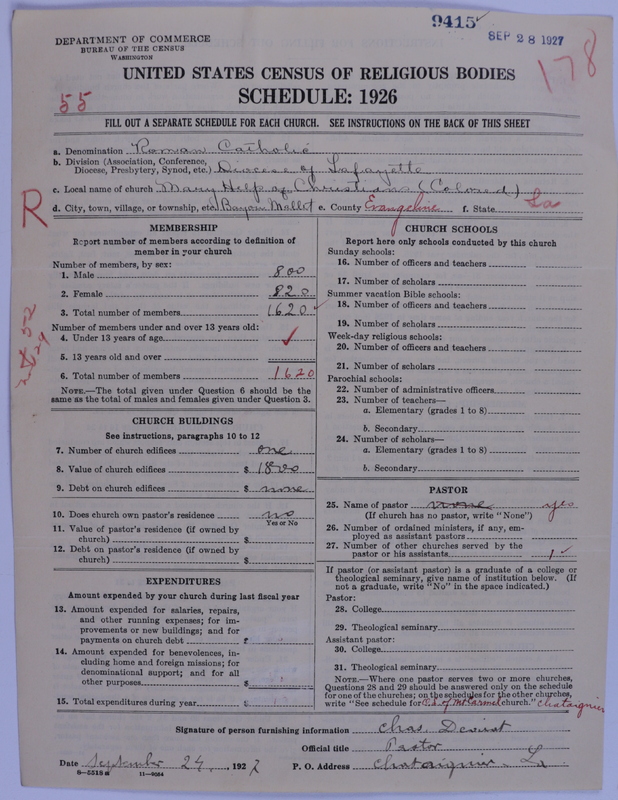 9415
SEP 28 1927
DEPARTMENT OF COMMERCE
BUREAU OF THE CENSUS
WASHINGTON
178
UNITED STATES CENSUS OF RELIGIOUS BODIES
55
SCHEDULE: 1926
FILL OUT A SEPARATE SCHEDULE FOR EACH CHURCH. SEE INSTRUCTIONS ON THE BACK OF THIS SHEET
a. Denomination Roman Catholic
b. Division (Association, Conference,
Diocese, Presbytery, Synod, etc.) Diocese of Lafayette
c. Local name of church Mary Help of Christians (Colored)
d. City, town, village, or township, etc. Bayou Mallet e. County Evangeline f. State La
R
MEMBERSHIP
Report number of members according to definition of
member in your church
Number of members, by sex:
1. Male 800
2. Female 820
3. Total number of members 1620
Number of members under and over 13 years old:
4. Under 13 years of age ✓
5. 13 years old and over
6. Total number of members 1620
NOTE.—The total given under Question 6 should be the
same as the total of males and females given under Question 3.
CHURCH BUILDINGS
See instructions, paragraphs 10 to 12
7. Number of church edifices one
8. Value of church edifices $ 1800
9. Debt on church edifices $ none
10. Does church own pastor's residence no
Yes or No
11. Value of pastor's residence (if owned by
church) $
12. Debt on pastor's residence (if owned by
church) $
EXPENDITURES
Amount expended by your church during last fiscal year
13. Amount expended for salaries, repairs,
and other running expenses; for im-
provements or new buildings; and for
payments on church debt $
14. Amount expended for benevolences, in-
cluding home and foreign missions; for
denominational support; and for all
other purposes $
15. Total expenditures during year $
CHURCH SCHOOLS
Report here only schools conducted by this church
Sunday schools:
16. Number of officers and teachers
17. Number of scholars
Summer vacation Bible schools:
18. Number of officers and teachers
19. Number of scholars
Week-day religious schools:
20. Number of officers and teachers
21. Number of scholars
Parochial schools:
22. Number of administrative officers
23. Number of teachers—
a. Elementary (grades 1 to 8)
b. Secondary
24. Number of scholars—
a. Elementary (grades 1 to 8)
b. Secondary
PASTOR
25. Name of pastor none yes
(If church has no pastor, write "None")
26. Number of ordained ministers, if any, em-
ployed as assistant pastors
27. Number of other churches served by the
pastor or his assistants 1 ✓
If pastor (or assistant pastor) is a graduate of a college or
theological seminary, give name of institution below. (If
not a graduate, write "No" in the space indicated.)
Pastor:
28. College
29. Theological seminary
Assistant pastor:
30. College
31. Theological seminary
NOTE.—Where one pastor serves two or more churches,
Questions 28 and 29 should be answered only on the schedule
for one of the churches; on the schedules for the other churches,
write "See schedule for of Mt Carmel church." Chataignier
Signature of person furnishing information Chas. Devist
Official title Pastor
Date September 24, 1927 P. O. Address Chataignier La
8—5518 11—9054